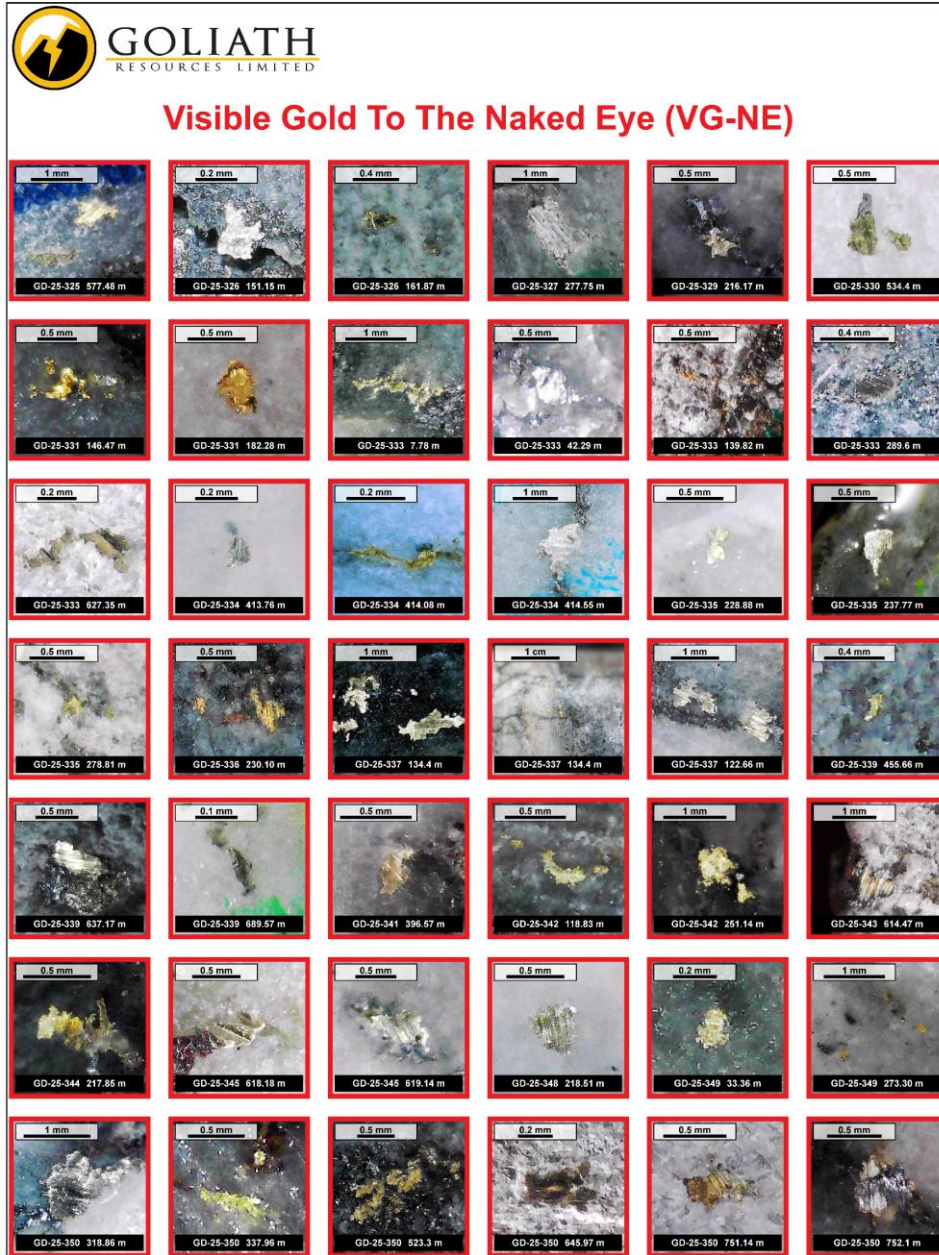 GOLIATH
RESOURCES LIMITED
Visible Gold To The Naked Eye (VG-NE)
1 mm
GD-25-325 577.48 m
0.2 mm
GD-25-326 151.15 m
0.4 mm
GD-25-326 161.87 m
1 mm
GD-25-327 277.75 m
0.5 mm
GD-25-329 216.17 m
0.5 mm
GD-25-330 534.4 m
0.5 mm
GD-25-331 146.47 m
0.5 mm
GD-25-331 182.28 m
1 mm
GD-25-333 7.78 m
0.5 mm
GD-25-333 42.29 m
0.5 mm
GD-25-333 139.82 m
0.4 mm
GD-25-333 289.6 m
0.2 mm
GD-25-333 627.35 m
0.2 mm
GD-25-334 413.76 m
0.2 mm
GD-25-334 414.08 m
1 mm
GD-25-334 414.55 m
0.5 mm
GD-25-335 228.88 m
0.5 mm
GD-25-335 237.77 m
0.5 mm
GD-25-335 278.81 m
0.5 mm
GD-25-336 230.10 m
1 mm
GD-25-337 134.4 m
1 cm
GD-25-337 134.4 m
1 mm
GD-25-337 122.66 m
0.4 mm
GD-25-339 455.66 m
0.5 mm
GD-25-339 637.17 m
0.1 mm
GD-25-339 689.57 m
0.5 mm
GD-25-341 396.57 m
0.5 mm
GD-25-342 118.83 m
1 mm
GD-25-342 251.14 m
1 mm
GD-25-343 614.47 m
0.5 mm
GD-25-344 217.85 m
0.5 mm
GD-25-345 618.18 m
0.5 mm
GD-25-345 619.14 m
0.5 mm
GD-25-348 218.51 m
0.2 mm
GD-25-349 33.36 m
1 mm
GD-25-349 273.30 m
1 mm
GD-25-350 318.86 m
0.5 mm
GD-25-350 337.96 m
0.5 mm
GD-25-350 523.3 m
0.2 mm
GD-25-350 645.97 m
0.5 mm
GD-25-350 751.14 m
0.5 mm
GD-25-350 752.1 m